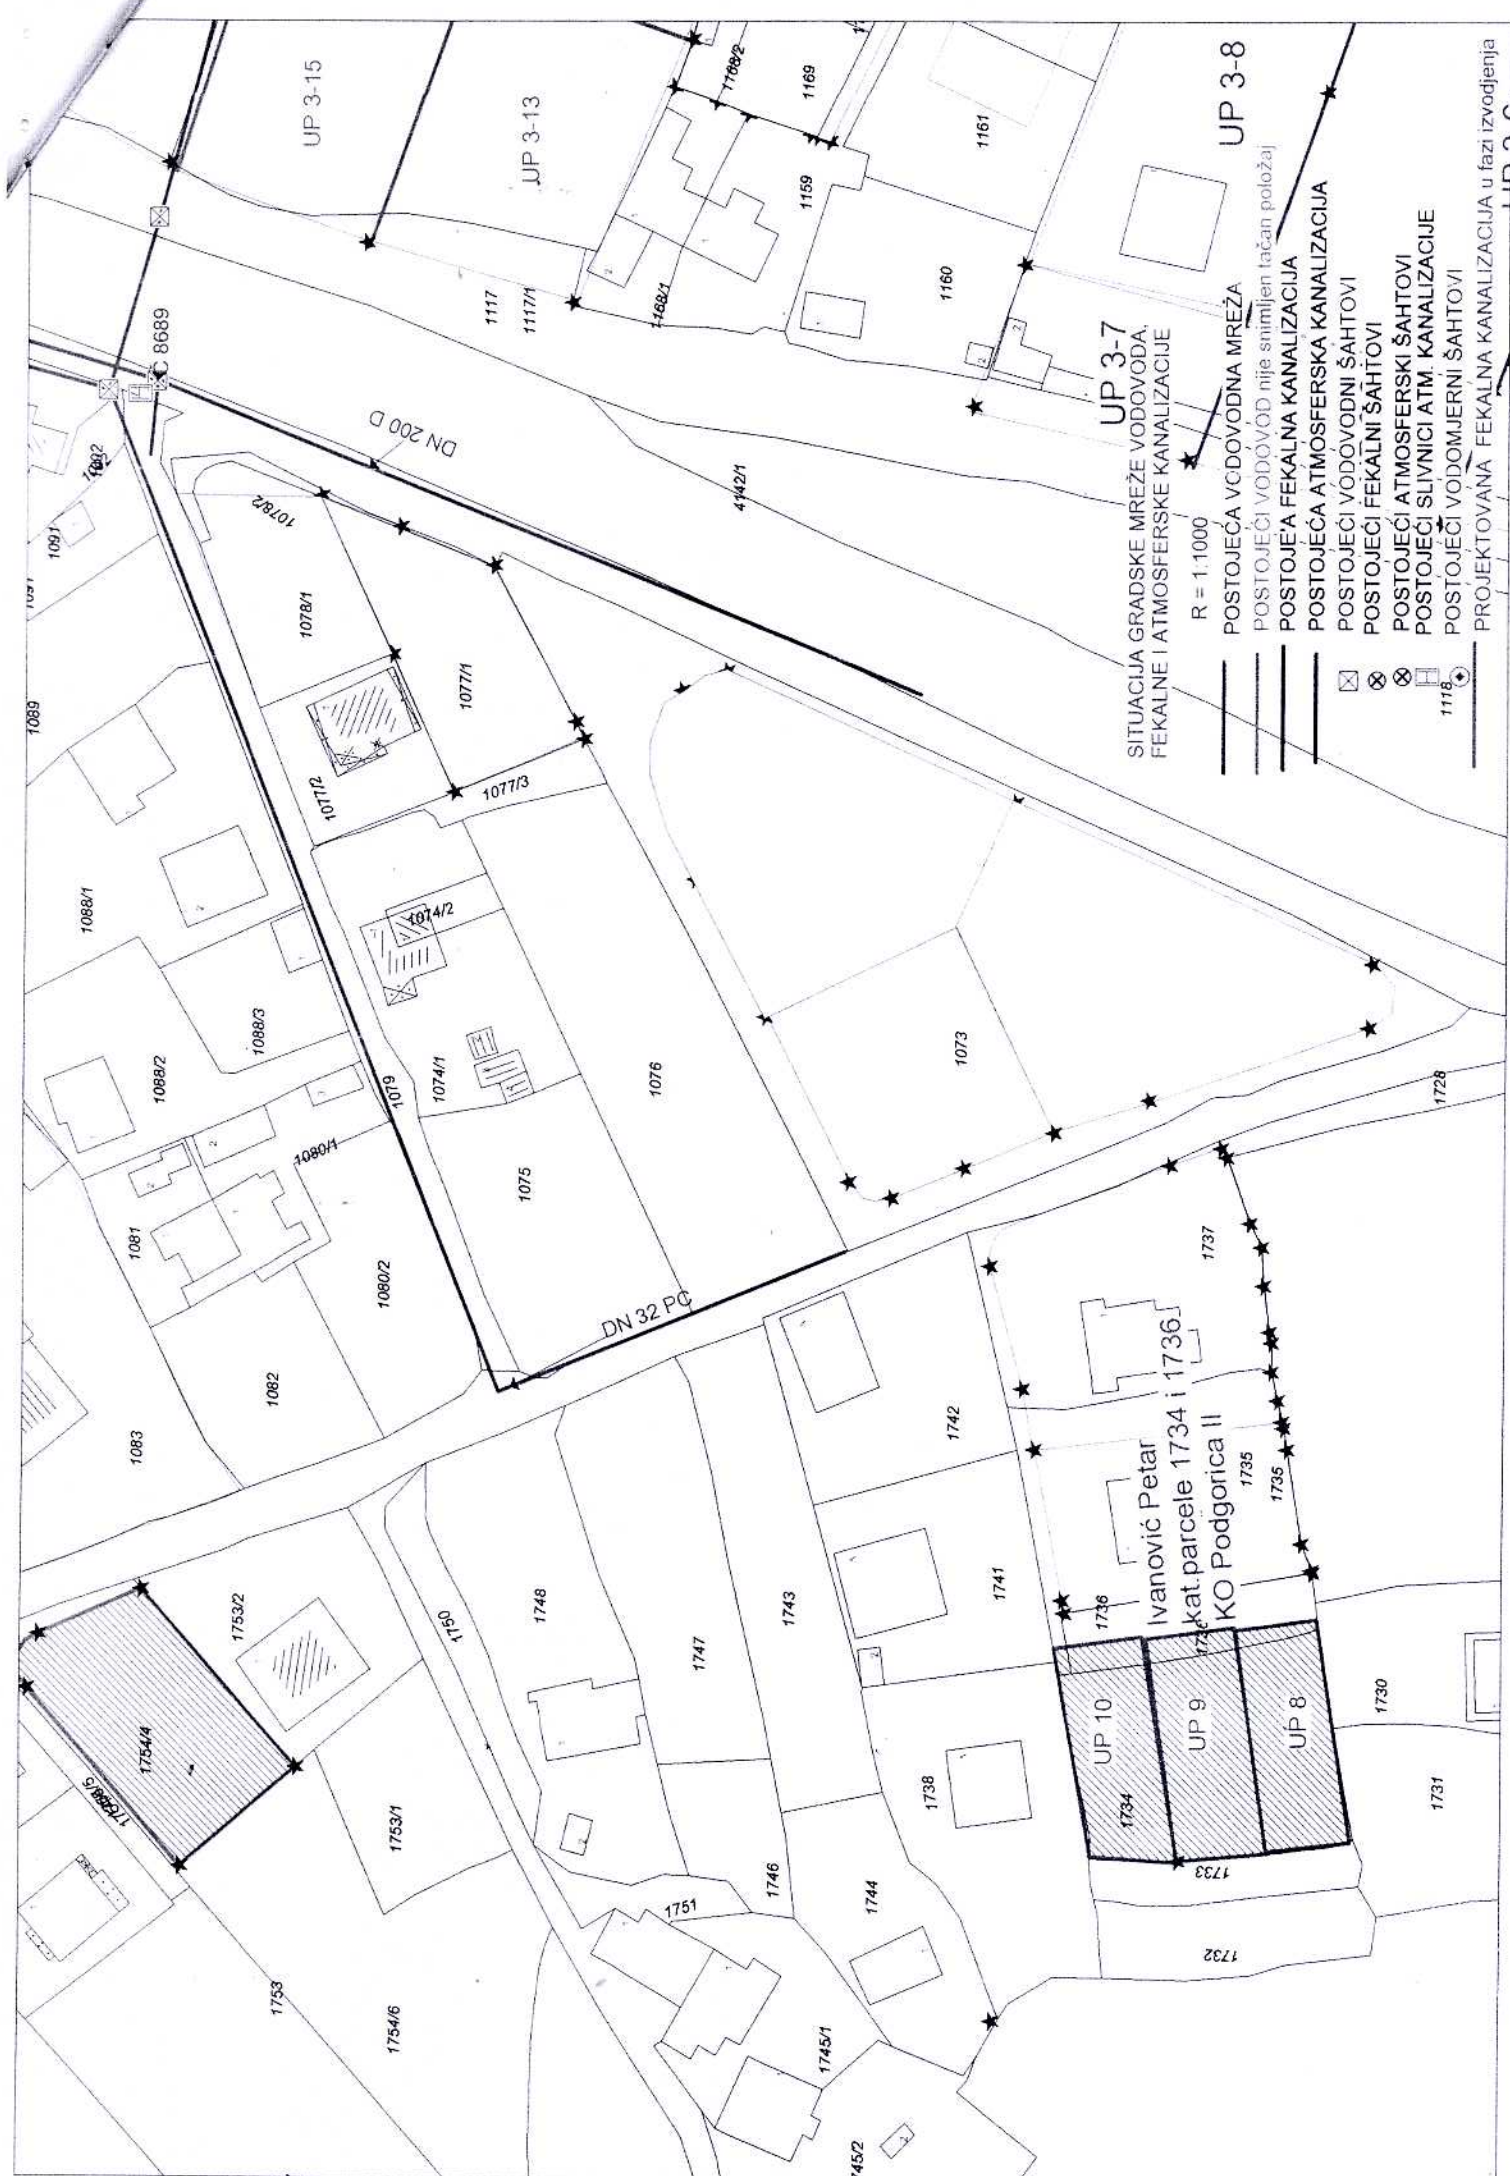 UP 3-15
UP 3-13
1168/2
1169
1161
UP 3-8
1159
1160
1117
1117/1
1168/1
C 8689
DN 200 D
4142/1
UP 3-7
SITUACIJA GRADSKE MREŽE VODOVODA,
FEKALNE I ATMOSFERSKE KANALIZACIJE
R = 1:1000
POSTOJEĆA VODOVODNA MREŽA
POSTOJEĆI VODOVOD nije snimljen tačan položaj
POSTOJEĆA FEKALNA KANALIZACIJA
POSTOJEĆA ATMOSFERSKA KANALIZACIJA
POSTOJEĆI VODOVODNI ŠAHTOVI
POSTOJEĆI FEKALNI ŠAHTOVI
POSTOJEĆI ATMOSFERSKI ŠAHTOVI
POSTOJEĆI SLIVNICI ATM. KANALIZACIJE
POSTOJEĆI VODOMJERNI ŠAHTOVI
PROJEKTOVANA FEKALNA KANALIZACIJA u fazi izvodjenja
1118
1091
1078/2
1078/1
1077/1
1077/2
1077/3
1089
1088/1
1088/3
1088/2
1074/2
1074/1
1079
1076
1073
1728
1080/1
1075
1081
1080/2
1082
1083
DN 32 PC
1737
1742
Ivanović Petar
kat.parcele 1734 i 1736
KO Podgorica II
1735
1735
1741
1736
1743
1748
1747
1750
1753/2
1754/4
1753/1
1738
UP 10
1734
UP 9
UP 8
1730
1731
1733
1732
1746
1744
1751
1753
1754/6
1745/1
45/2